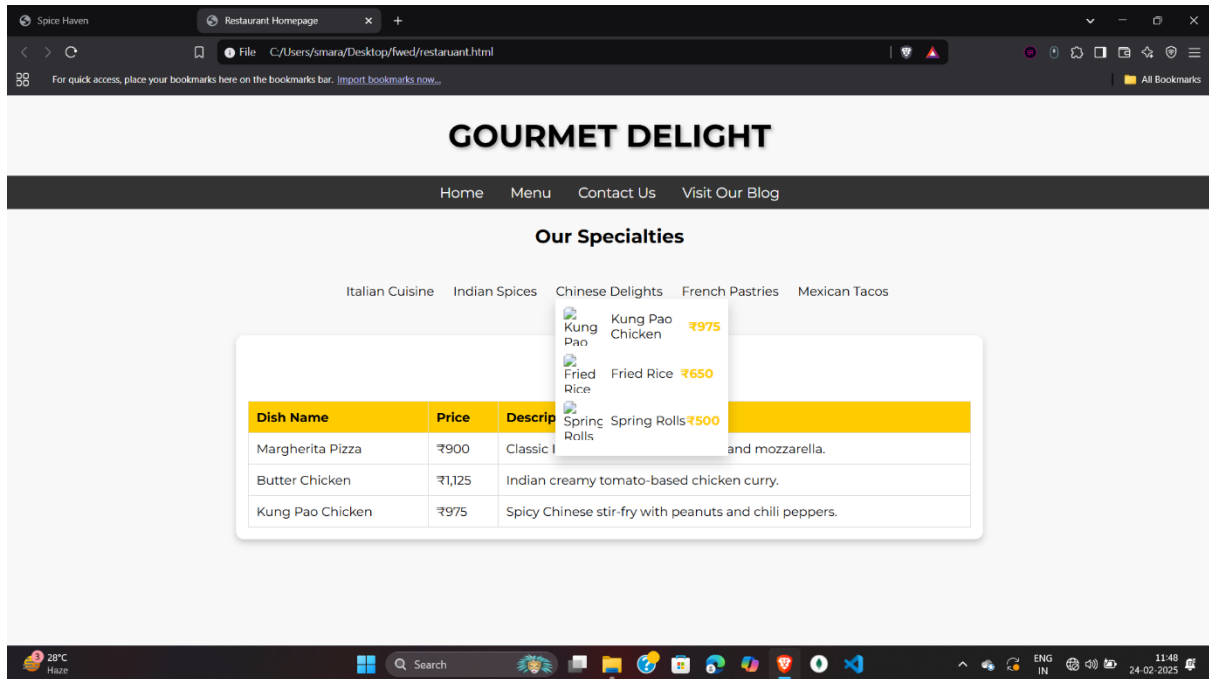 Spice Haven
Restaurant Homepage
File C:/Users/smara/Desktop/fwed/restaruant.html
For quick access, place your bookmarks here on the bookmarks bar. Import bookmarks now...
All Bookmarks
GOURMET DELIGHT
Home Menu Contact Us Visit Our Blog
Our Specialties
Italian Cuisine Indian Spices Chinese Delights French Pastries Mexican Tacos
Kung Pao
Kung Pao Chicken ₹975
Fried Rice
Fried Rice ₹650
Spring Rolls
Spring Rolls ₹500
Dish Name Price Descrip
Margherita Pizza ₹900 Classic and mozzarella.
Butter Chicken ₹1,125 Indian creamy tomato-based chicken curry.
Kung Pao Chicken ₹975 Spicy Chinese stir-fry with peanuts and chili peppers.
3
28°C
Haze
Search
ENG
IN
11:48
24-02-2025